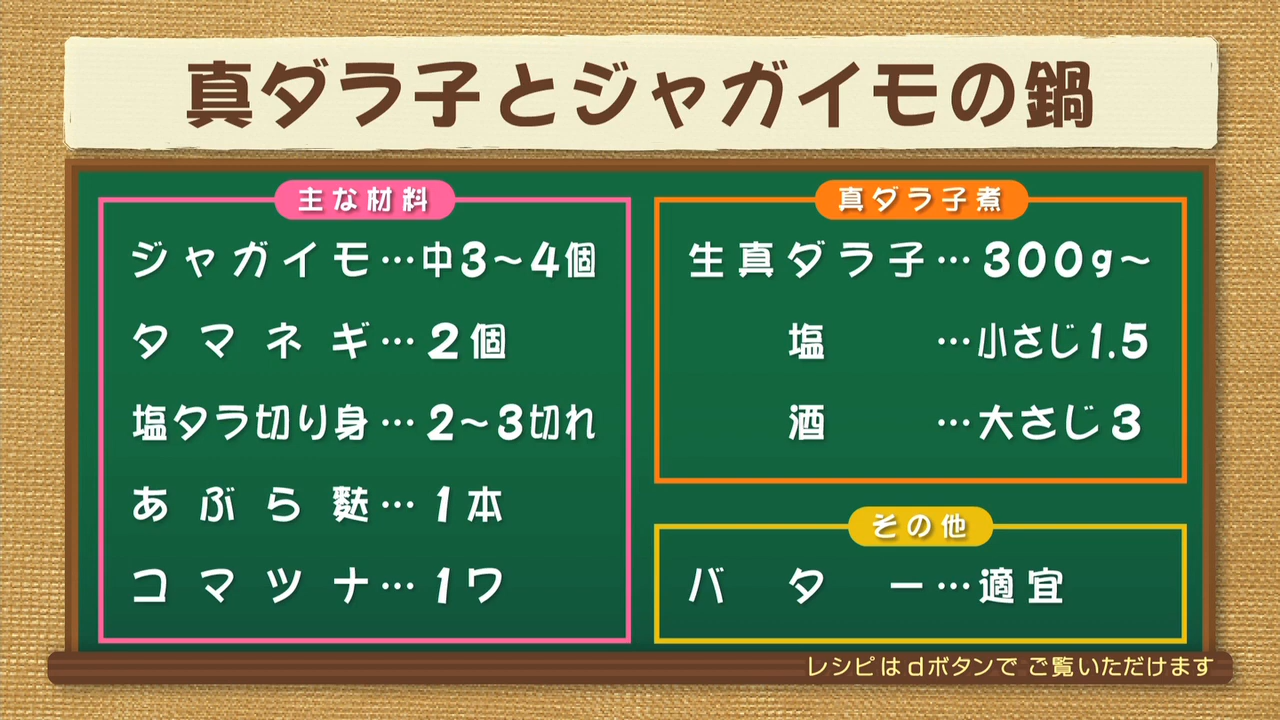 真ダラ子とジャガイモの鍋
主な材料
ジャガイモ…中3～4個
タマネギ…2個
塩タラ切り身…2～3切れ
あぶら麩…1本
コマツナ…1ワ
真ダラ子煮
生真ダラ子…300g～
塩…小さじ1.5
酒…大さじ3
その他
バター…適宜
レシピはdボタンで ご覧いただけます